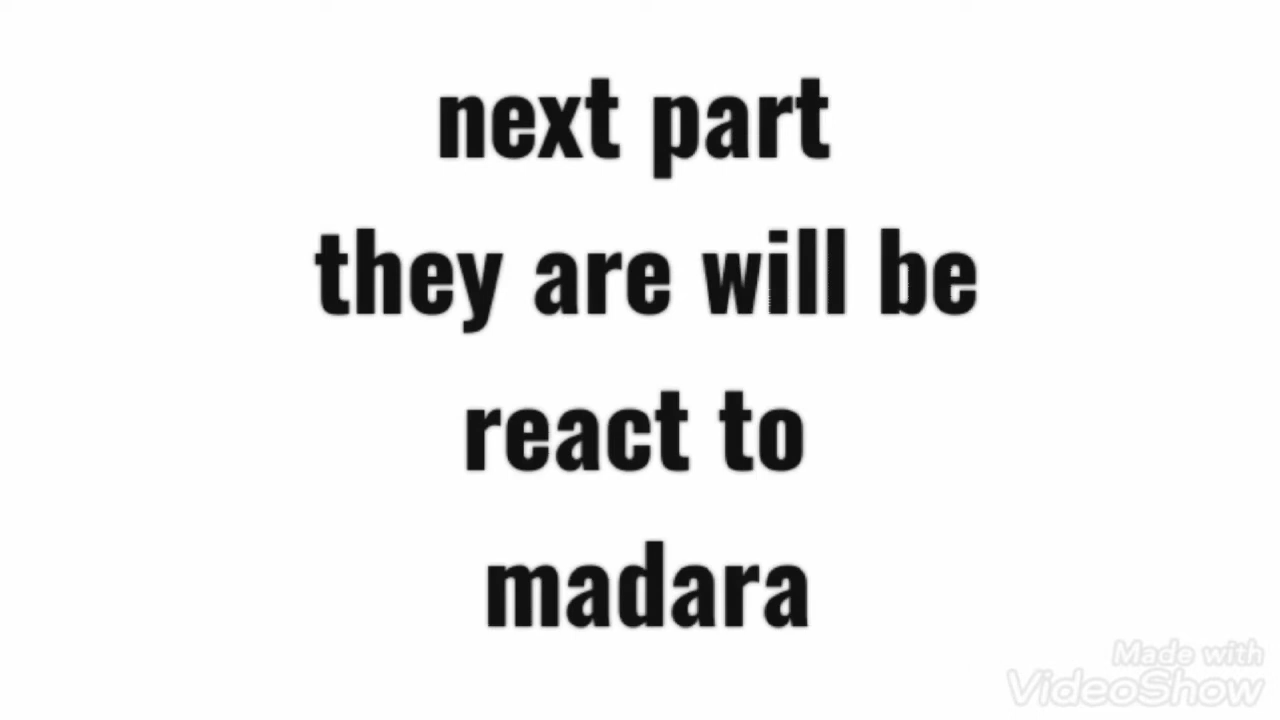 next part
they are will be
react to
madara
Made with
VideoShow